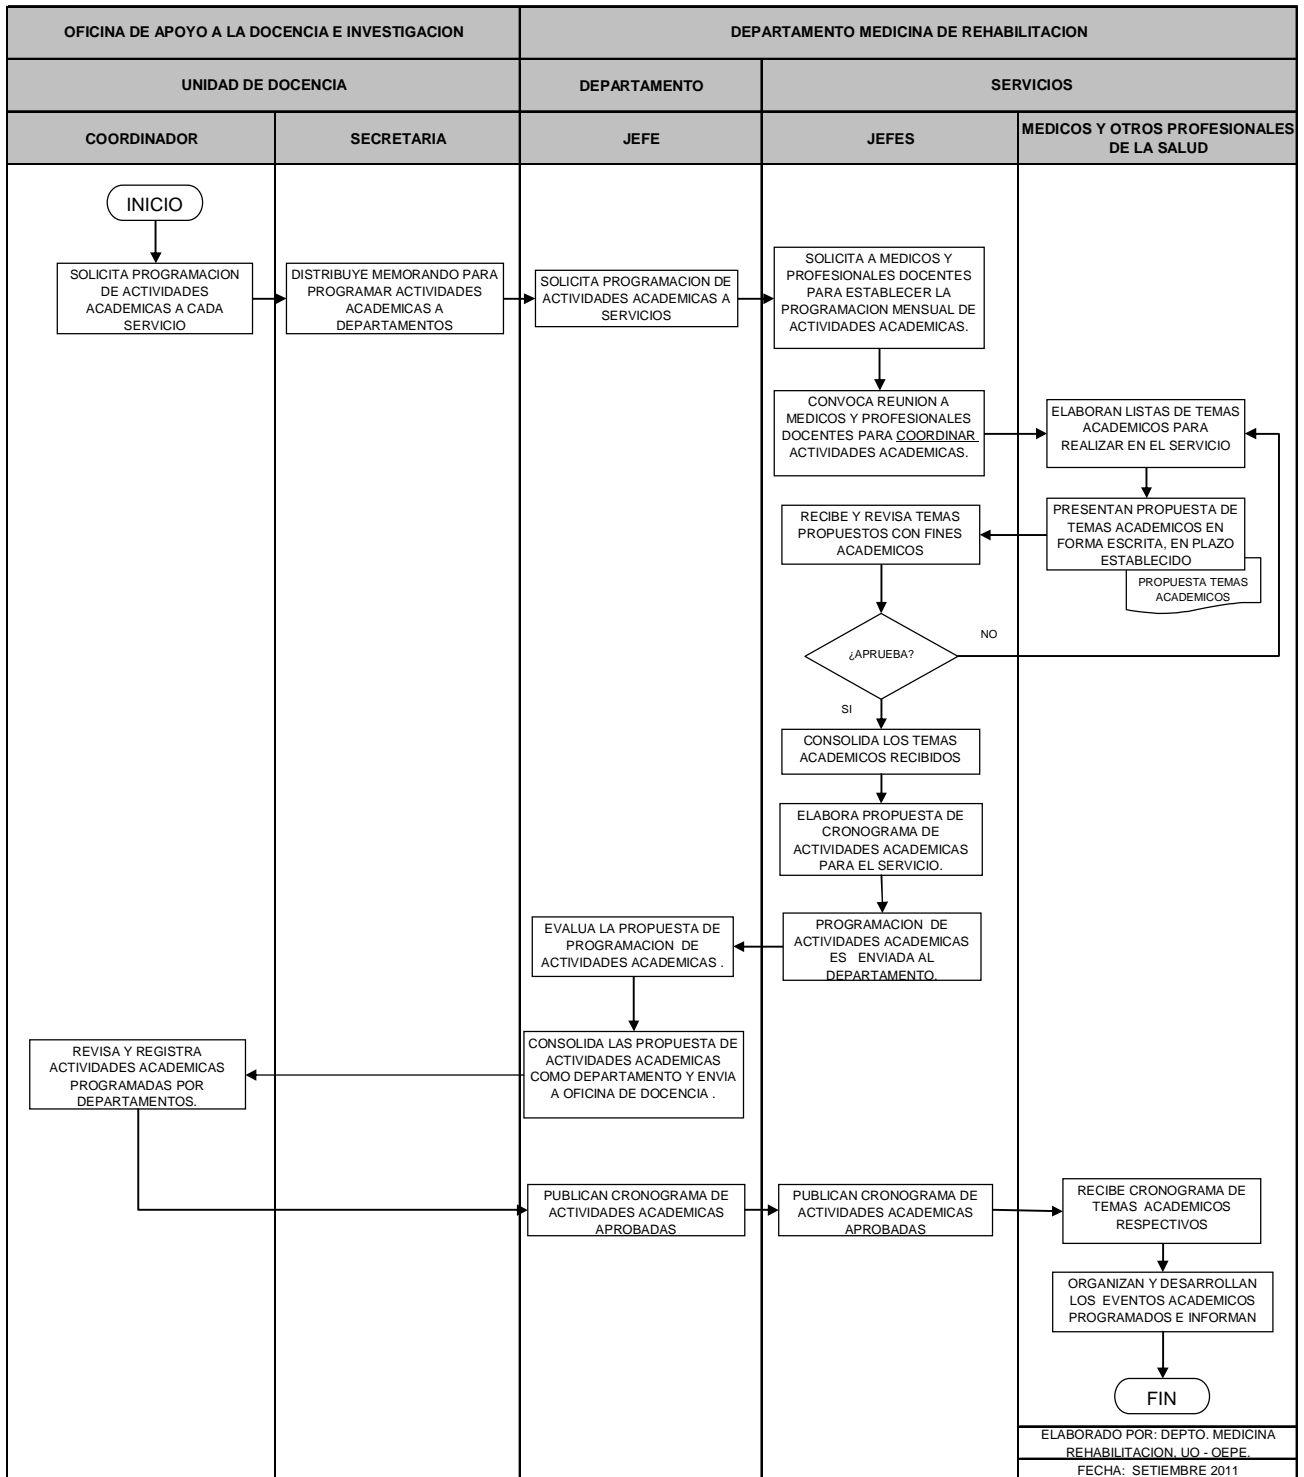 OFICINA DE APOYO A LA DOCENCIA E INVESTIGACION
DEPARTAMENTO MEDICINA DE REHABILITACION
UNIDAD DE DOCENCIA
DEPARTAMENTO
SERVICIOS
COORDINADOR
SECRETARIA
JEFE
JEFES
MEDICOS Y OTROS PROFESIONALES
DE LA SALUD
INICIO
SOLICITA PROGRAMACION
DE ACTIVIDADES
ACADEMICAS A CADA
SERVICIO
DISTRIBUYE MEMORANDO PARA
PROGRAMAR ACTIVIDADES
ACADEMICAS A
DEPARTAMENTOS
SOLICITA PROGRAMACION DE
ACTIVIDADES ACADEMICAS A
SERVICIOS
SOLICITA A MEDICOS Y
PROFESIONALES DOCENTES
PARA ESTABLECER LA
PROGRAMACION MENSUAL DE
ACTIVIDADES ACADEMICAS.
CONVOCA REUNION A
MEDICOS Y PROFESIONALES
DOCENTES PARA COORDINAR
ACTIVIDADES ACADEMICAS.
ELABORAN LISTAS DE TEMAS
ACADEMICOS PARA
REALIZAR EN EL SERVICIO
PRESENTAN PROPUESTA DE
TEMAS ACADEMICOS EN
FORMA ESCRITA, EN PLAZO
ESTABLECIDO
PROPUESTA TEMAS
ACADEMICOS
RECIBE Y REVISA TEMAS
PROPUESTOS CON FINES
ACADEMICOS
¿APRUEBA?
NO
SI
CONSOLIDA LOS TEMAS
ACADEMICOS RECIBIDOS
ELABORA PROPUESTA DE
CRONOGRAMA DE
ACTIVIDADES ACADEMICAS
PARA EL SERVICIO.
PROGRAMACION DE
ACTIVIDADES ACADEMICAS
ES ENVIADA AL
DEPARTAMENTO.
EVALUA LA PROPUESTA DE
PROGRAMACION DE
ACTIVIDADES ACADEMICAS .
CONSOLIDA LAS PROPUESTA DE
ACTIVIDADES ACADEMICAS
COMO DEPARTAMENTO Y ENVIA
A OFICINA DE DOCENCIA .
REVISA Y REGISTRA
ACTIVIDADES ACADEMICAS
PROGRAMADAS POR
DEPARTAMENTOS.
PUBLICAN CRONOGRAMA DE
ACTIVIDADES ACADEMICAS
APROBADAS
PUBLICAN CRONOGRAMA DE
ACTIVIDADES ACADEMICAS
APROBADAS
RECIBE CRONOGRAMA DE
TEMAS ACADEMICOS
RESPECTIVOS
ORGANIZAN Y DESARROLLAN
LOS EVENTOS ACADEMICOS
PROGRAMADOS E INFORMAN
FIN
ELABORADO POR: DEPTO. MEDICINA
REHABILITACION, UO - OEPE.
FECHA: SETIEMBRE 2011